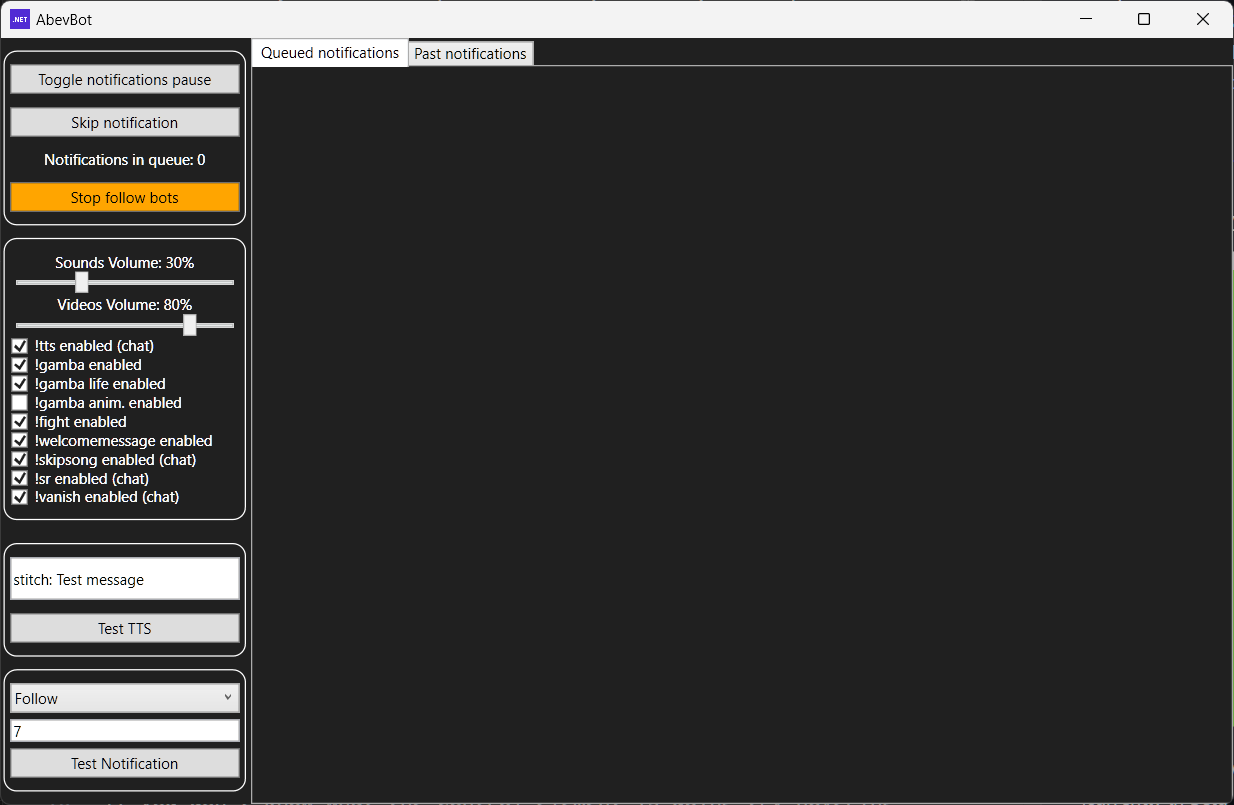 .NET AbevBot
Queued notifications Past notifications
Toggle notifications pause
Skip notification
Notifications in queue: 0
Stop follow bots
Sounds Volume: 30%
Videos Volume: 80%
!tts enabled (chat)
!gamba enabled
!gamba life enabled
!gamba anim. enabled
!fight enabled
!welcomemessage enabled
!skipsong enabled (chat)
!sr enabled (chat)
!vanish enabled (chat)
stitch: Test message
Test TTS
Follow
7
Test Notification